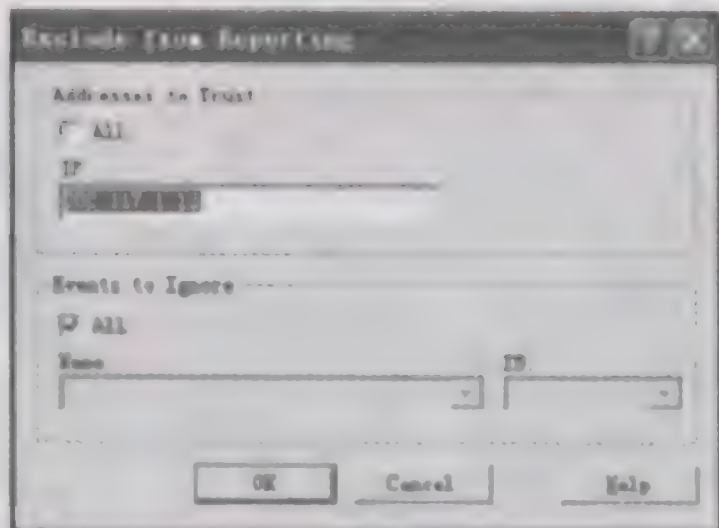 Exclude from Reporting
Addresses to Trust
All
IP
Events to Ignore
All
Name
ID
OK
Cancel
Help